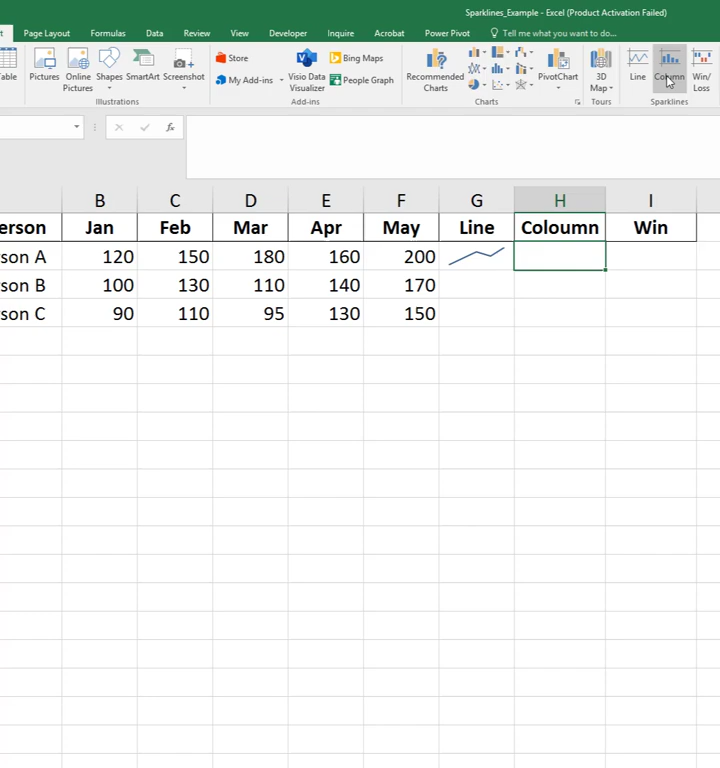 Sparklines_Example - Excel (Product Activation Failed)
t Page Layout Formulas Data Review View Developer Inquire Acrobat Power Pivot Tell me what you want to do...
able Pictures Online Pictures Shapes SmartArt Screenshot
Store
My Add-ins
Visio Data Visualizer
Bing Maps
People Graph
Recommended Charts
PivotChart
3D Map
Line Column Win/ Loss
Illustrations Add-ins Charts Tours Sparklines
fx
B C D E F G H I
erson Jan Feb Mar Apr May Line Coloumn Win
son A 120 150 180 160 200
son B 100 130 110 140 170
son C 90 110 95 130 150